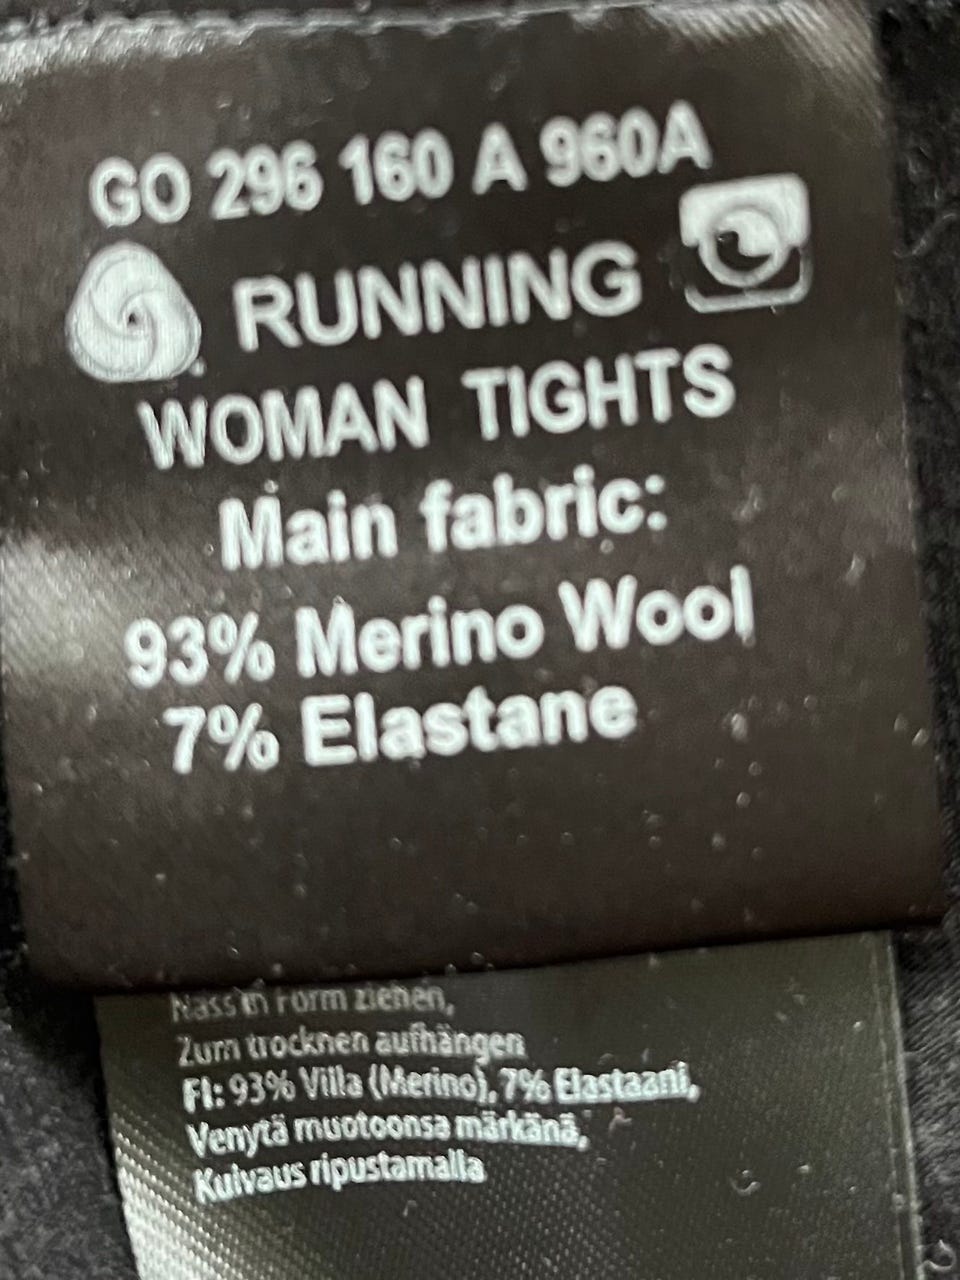 GO 296 160 A 960A
RUNNING
WOMAN TIGHTS
Main fabric:
93% Merino Wool
7% Elastane
Nass in Form ziehen,
Zum trocknen aufhängen
FI: 93% Villa (Merino), 7% Elastaani,
Venytä muotoonsa märkänä,
Kuivaus ripustamalla